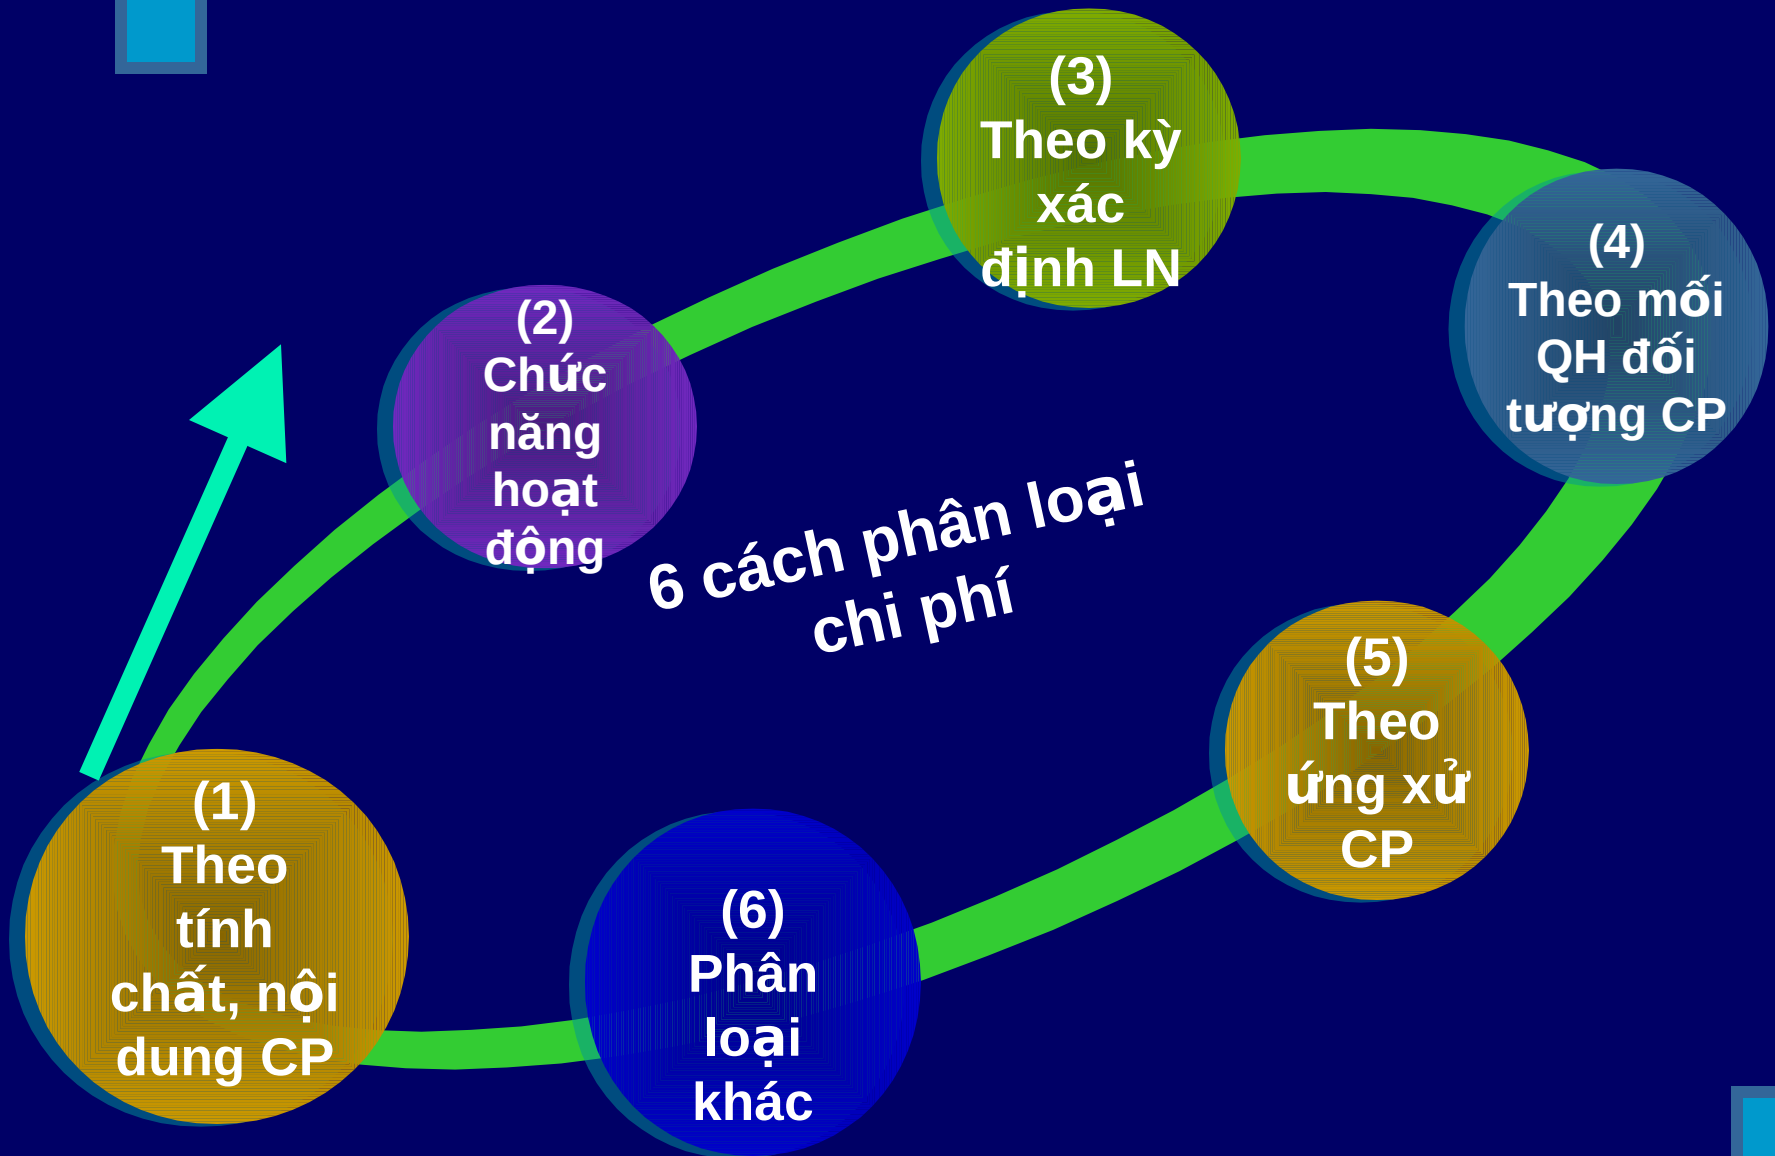 (1)
Theo
tính
chất, nội
dung CP
(2)
Chức
năng
hoạt
động
(3)
Theo kỳ
xác
định LN
(4)
Theo mối
QH đối
tượng CP
(5)
Theo
ứng xử
CP
(6)
Phân
loại
khác
6 cách phân loại
chi phí